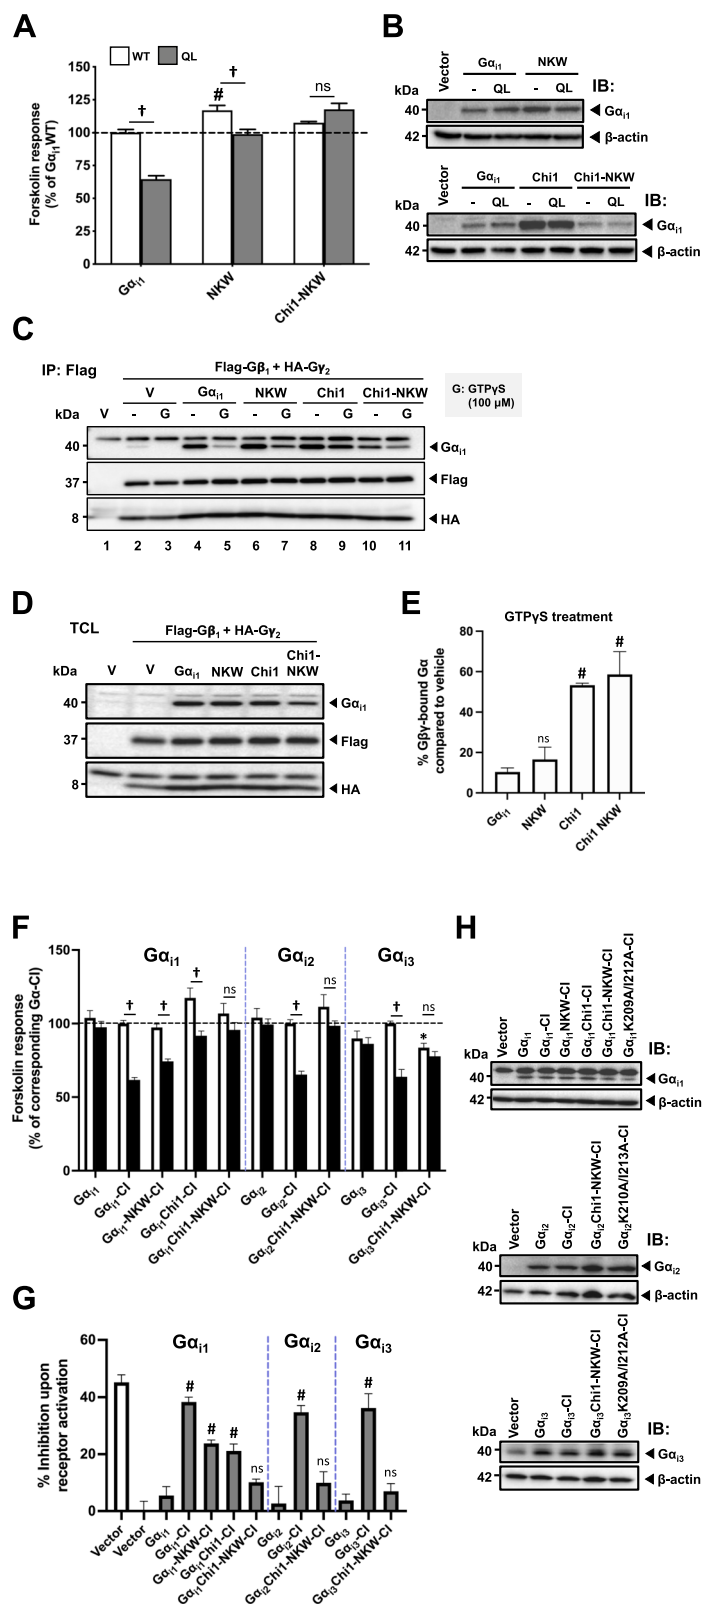 A
WT QL
Forskolin response
(% of Gαi1WT)
150
125
100
75
50
25
0
† # † ns
Gαi1 NKW Chi1-NKW
B
Vector Gαi1 NKW
kDa - QL - QL IB:
40 Gαi1
42 β-actin
Vector Gαi1 Chi1 Chi1-NKW
kDa - QL - QL - QL IB:
40 Gαi1
42 β-actin
C
IP: Flag Flag-Gβ1 + HA-Gγ2
V Gαi1 NKW Chi1 Chi1-NKW
kDa V - G - G - G - G - G
G: GTPγS
(100 μM)
40 Gαi1
37 Flag
8 HA
1 2 3 4 5 6 7 8 9 10 11
D
TCL Flag-Gβ1 + HA-Gγ2
kDa V V Gαi1 NKW Chi1 Chi1-
NKW
40 Gαi1
37 Flag
8 HA
E
GTPγS treatment
% Gβγ-bound Gα
compared to vehicle
80
60
40
20
0
ns # #
Gαi1 NKW Chi1 Chi1 NKW
F
Forskolin response
(% of corresponding Gα-CI)
150
100
50
0
Gαi1 Gαi2 Gαi3
† † † ns † ns † * ns
Gαi1 Gαi1-CI Gαi1-NKW-CI Gαi1Chi1-CI Gαi1Chi1-NKW-CI Gαi2 Gαi2-CI Gαi2Chi1-NKW-CI Gαi3 Gαi3-CI Gαi3Chi1-NKW-CI
G
% Inhibition upon
receptor activation
60
40
20
0
Gαi1 Gαi2 Gαi3
# # # ns # ns # ns
Vector Vector Gαi1 Gαi1-CI Gαi1-NKW-CI Gαi1Chi1-CI Gαi1Chi1-NKW-CI Gαi2 Gαi2-CI Gαi2Chi1-NKW-CI Gαi3 Gαi3-CI Gαi3Chi1-NKW-CI
H
Vector Gαi1 Gαi1-CI Gαi1NKW-CI Gαi1Chi1-CI Gαi1Chi1-NKW-CI Gαi1K209A/I212A-CI
kDa IB:
40 Gαi1
42 β-actin
Vector Gαi2 Gαi2-CI Gαi2Chi1-NKW-CI Gαi2K210A/I213A-CI
kDa IB:
40 Gαi2
42 β-actin
Vector Gαi3 Gαi3-CI Gαi3Chi1-NKW-CI Gαi3K209A/I212A-CI
kDa IB:
40 Gαi3
42 β-actin